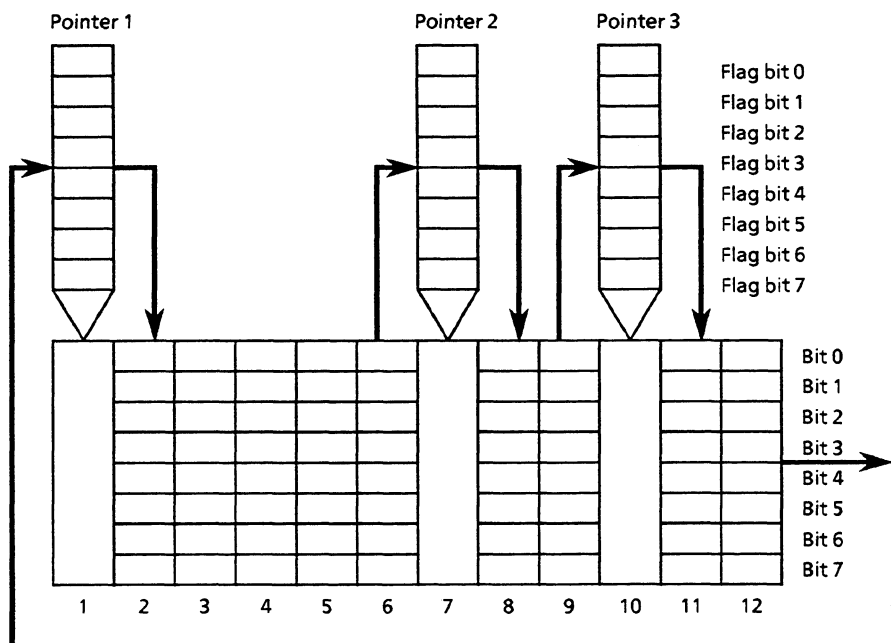 Pointer 1 Pointer 2 Pointer 3
Flag bit 0
Flag bit 1
Flag bit 2
Flag bit 3
Flag bit 4
Flag bit 5
Flag bit 6
Flag bit 7
Bit 0
Bit 1
Bit 2
Bit 3
Bit 4
Bit 5
Bit 6
Bit 7
1 2 3 4 5 6 7 8 9 10 11 12